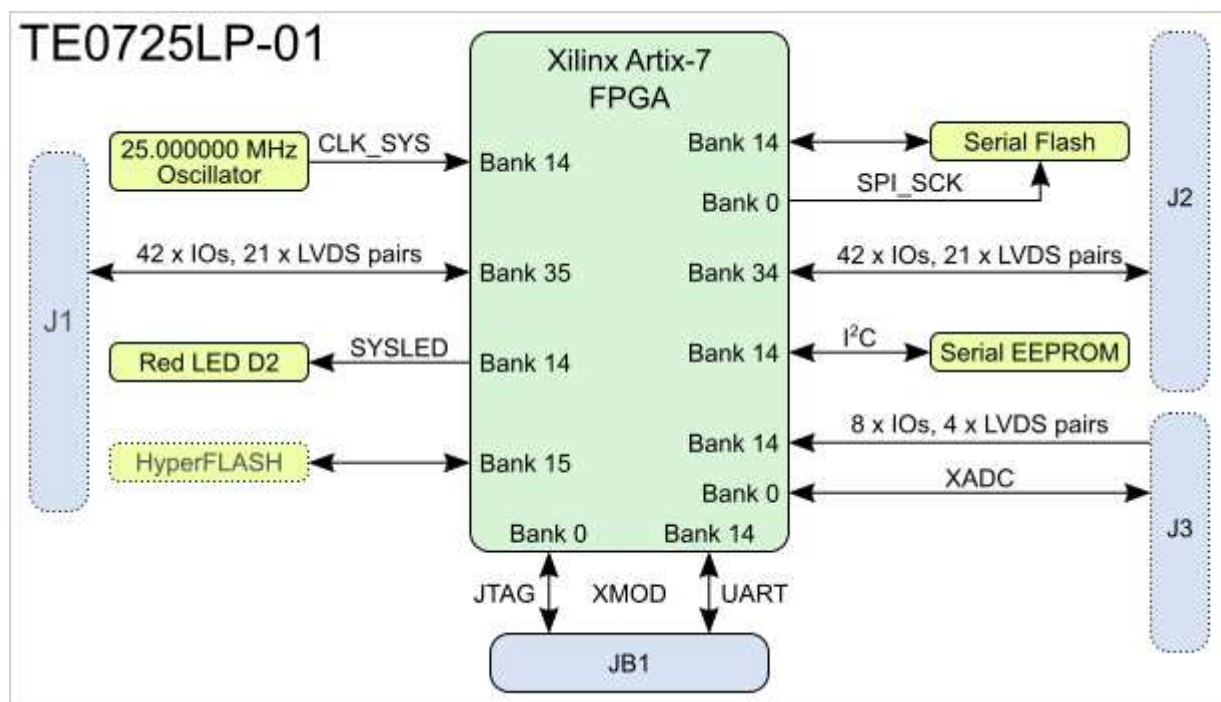 TE0725LP-01
Xilinx Artix-7
FPGA
25.000000 MHz
Oscillator
CLK_SYS
Bank 14
Bank 14
Serial Flash
SPI_SCK
Bank 0
J2
42 x IOs, 21 x LVDS pairs
Bank 35
Bank 34
42 x IOs, 21 x LVDS pairs
J1
Red LED D2
SYSLED
Bank 14
Bank 14
I²C
Serial EEPROM
HyperFLASH
Bank 15
Bank 14
8 x IOs, 4 x LVDS pairs
Bank 0
XADC
J3
Bank 0
Bank 14
JTAG
XMOD
UART
JB1